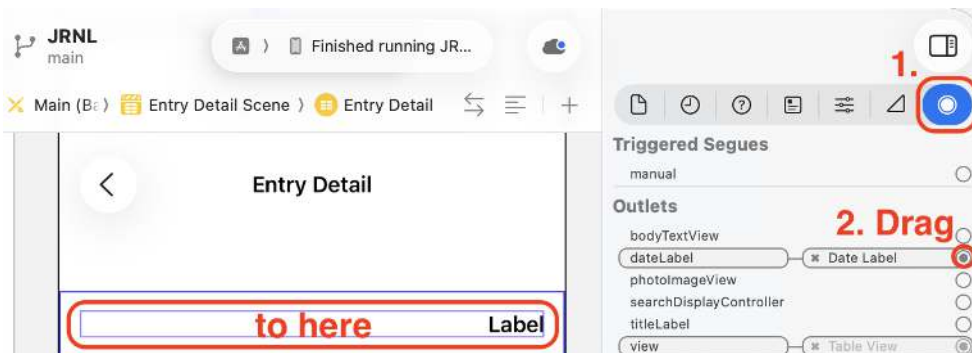 JRNL
main
Finished running JR...
Main (Ba) Entry Detail Scene Entry Detail
1.
Entry Detail
to here
Label
Triggered Segues
manual
Outlets
2. Drag
bodyTextView
dateLabel Date Label
photoImageView
searchDisplayController
titleLabel
view Table View